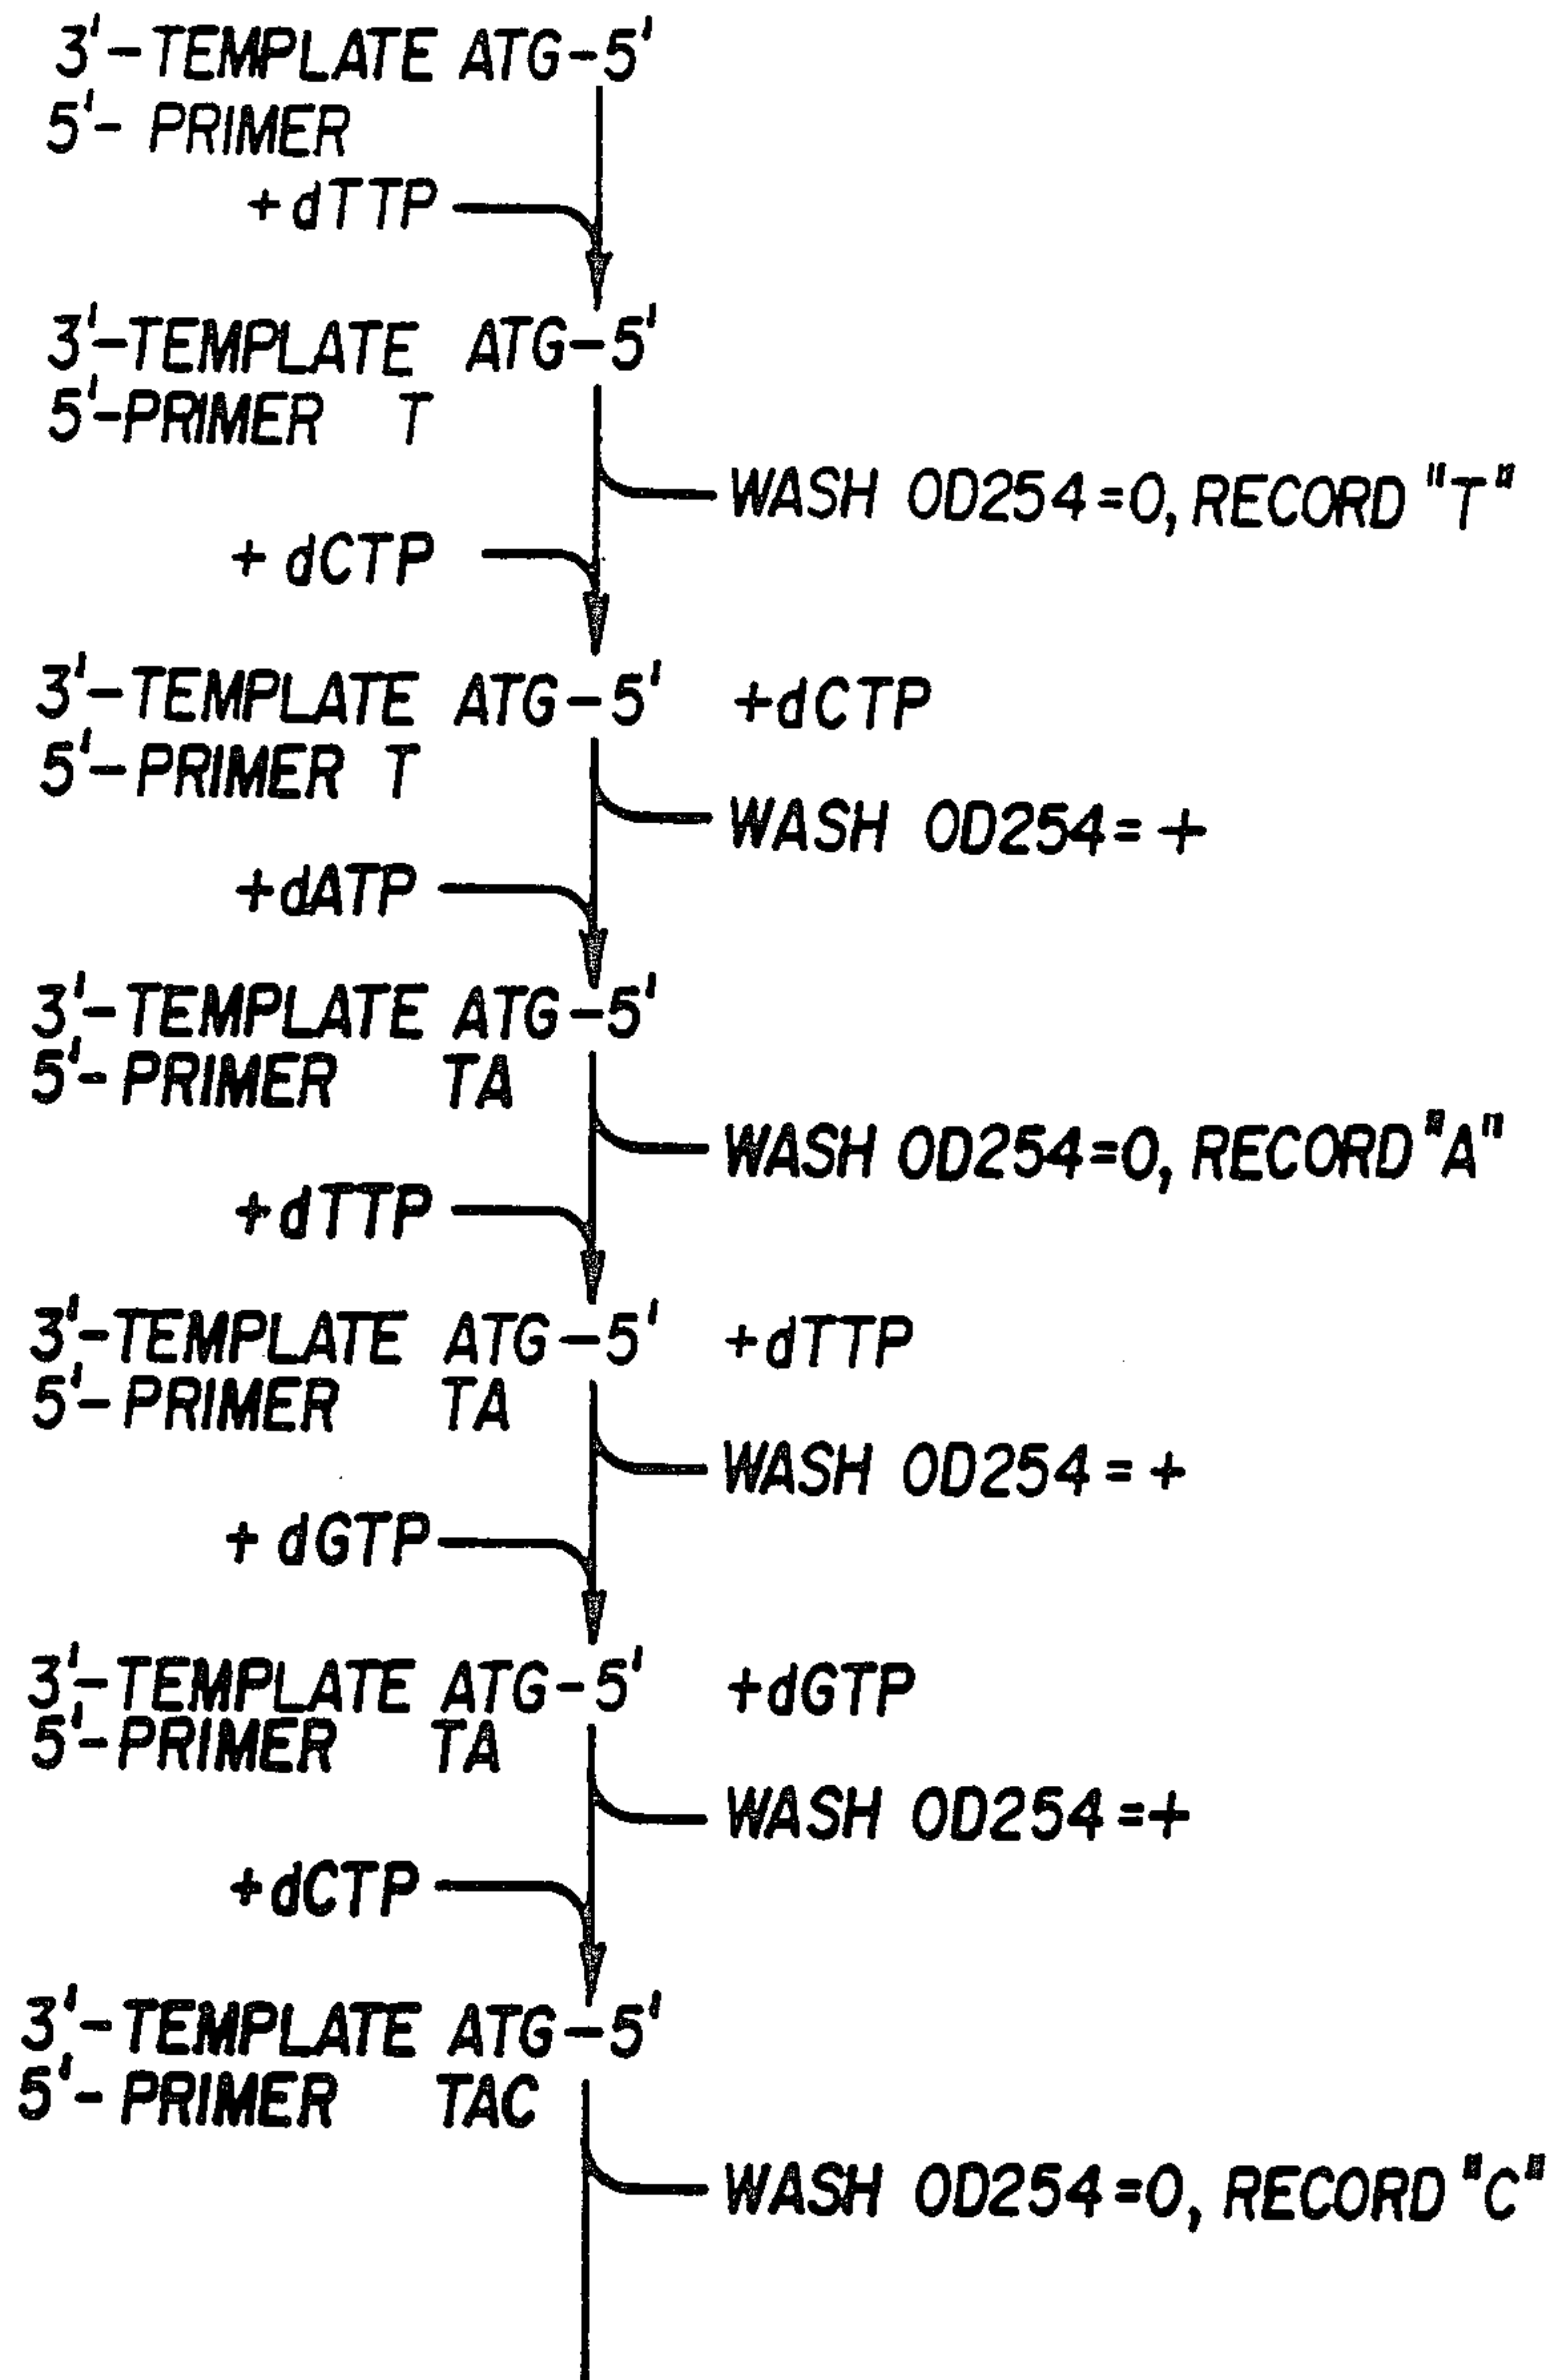 3'-TEMPLATE ATG-5'
5'- PRIMER
+dTTP
3'-TEMPLATE ATG-5'
5'-PRIMER T
WASH OD254=0, RECORD "T"
+ dCTP
3'-TEMPLATE ATG-5' +dCTP
5'-PRIMER T
WASH OD254= +
+dATP
3'-TEMPLATE ATG-5'
5'-PRIMER TA
WASH OD254=0, RECORD "A"
+dTTP
3'-TEMPLATE ATG-5' +dTTP
5'-PRIMER TA
WASH OD254= +
+ dGTP
3'-TEMPLATE ATG-5' +dGTP
5'-PRIMER TA
WASH OD254=+
+dCTP
3'-TEMPLATE ATG-5'
5'-PRIMER TAC
WASH OD254=0, RECORD "C"